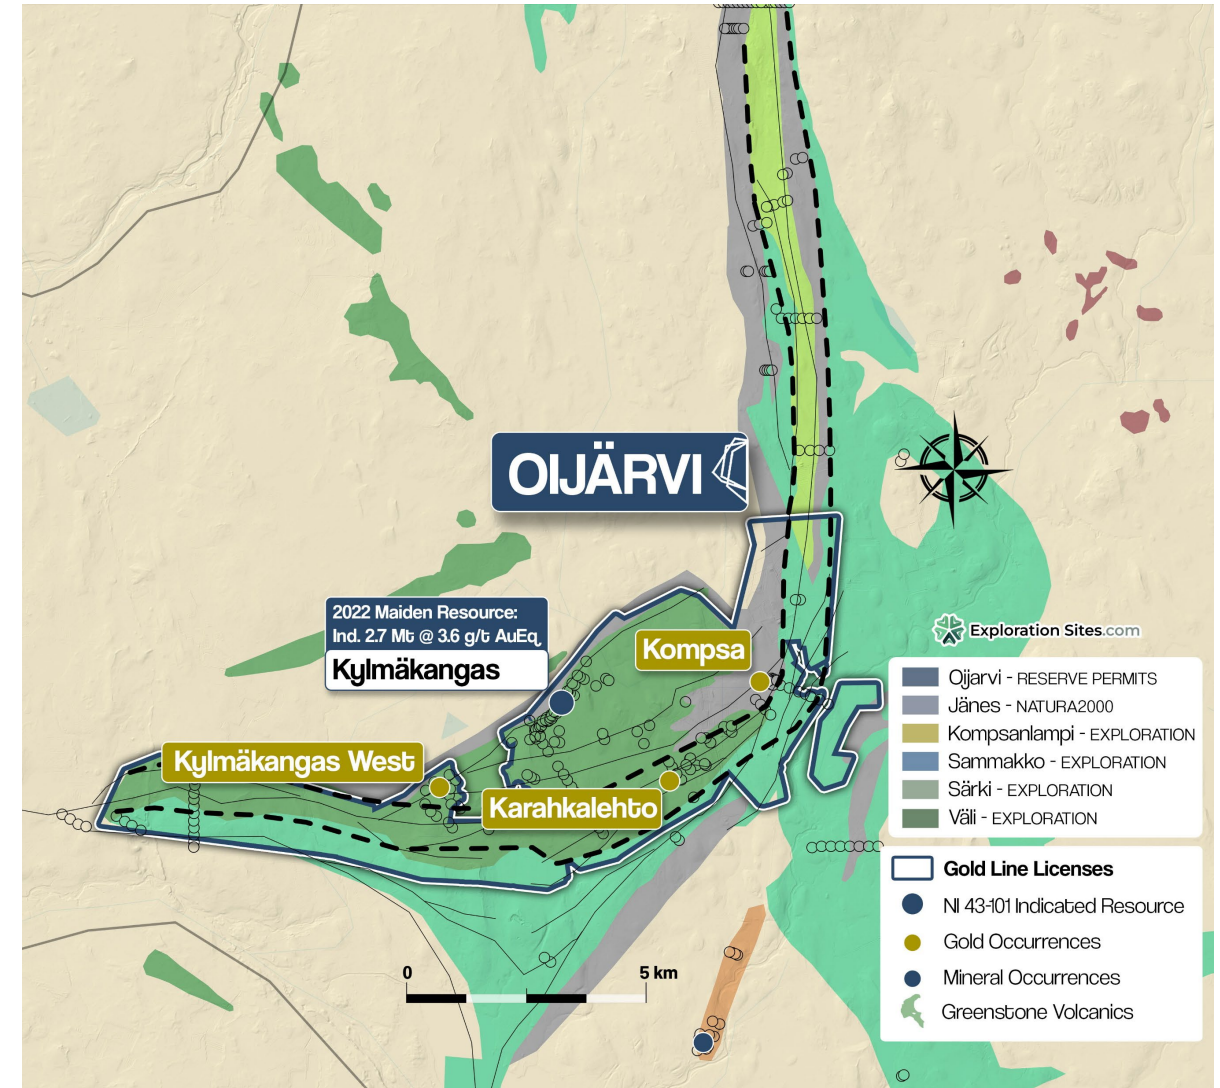 OIJÄRVI
2022 Maiden Resource:
Ind. 2.7 Mt @ 3.6 g/t AuEq
Kylmäkangas
Kompsa
Kylmäkangas West
Karahkalehto
0 5 km
Exploration Sites.com
Oijarvi - RESERVE PERMITS
Jänes - NATURA2000
Kompsanlampi - EXPLORATION
Sammakko - EXPLORATION
Särki - EXPLORATION
Väli - EXPLORATION
Gold Line Licenses
NI 43-101 Indicated Resource
Gold Occurrences
Mineral Occurrences
Greenstone Volcanics